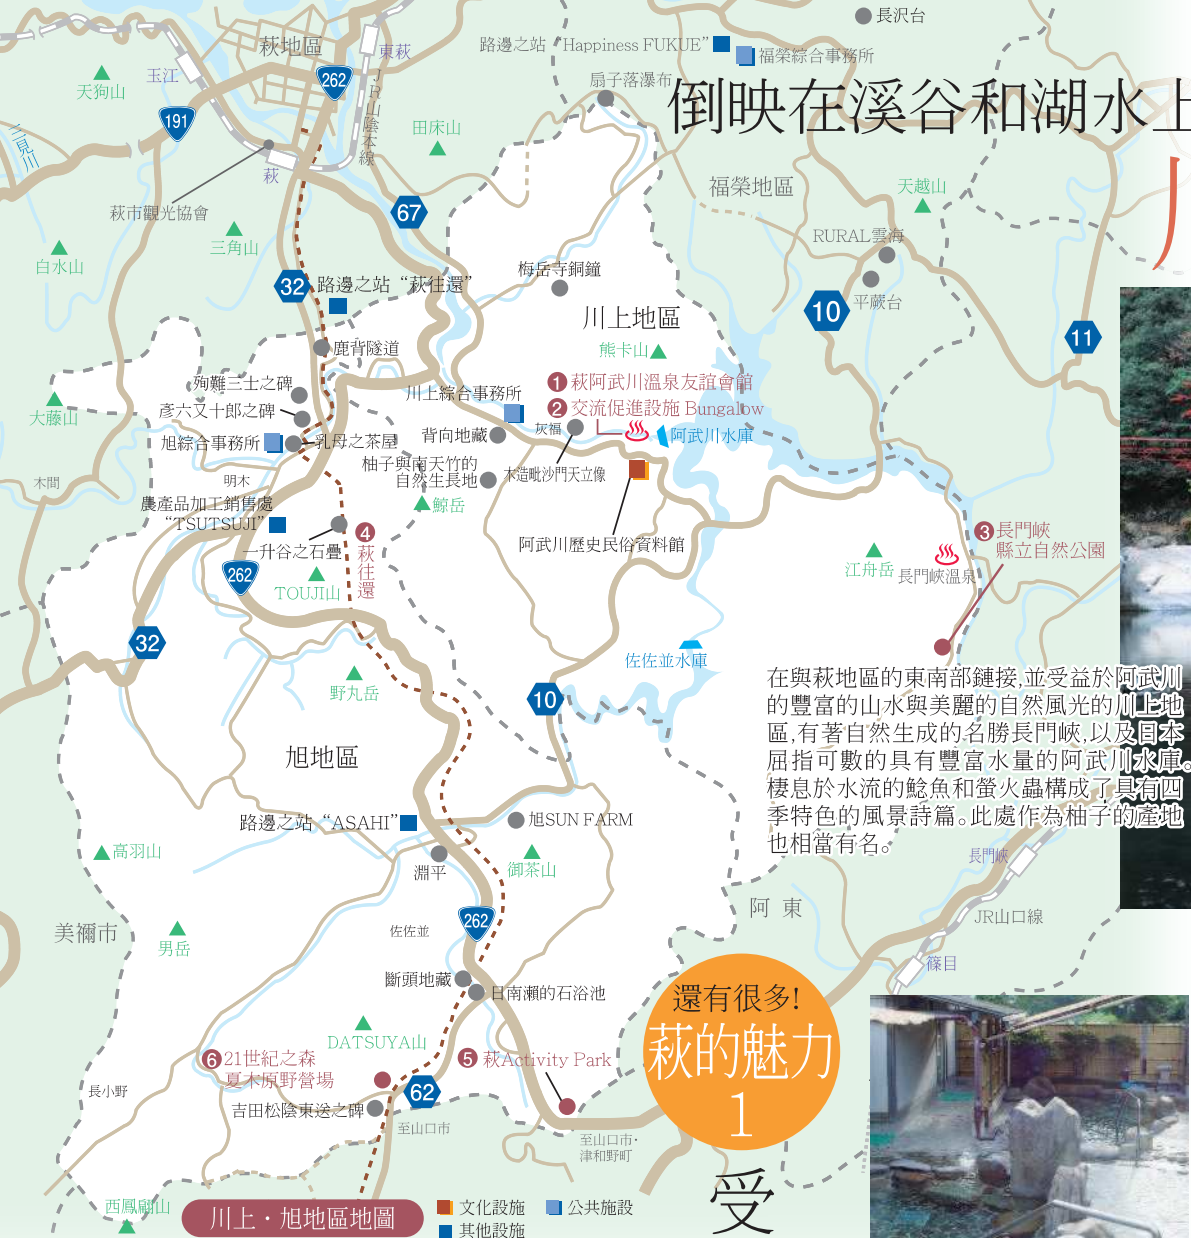 長沢台
萩地區
東萩
路邊之站 “Happiness FUKUE”
福榮綜合事務所
玉江
262
天狗山
扇子落瀑布
倒映在溪谷和湖水上
191
JR山陰本線
田床山
三見川
萩
福榮地區
天越山
萩市觀光協會
67
三角山
RURAL雲海
白水山
梅岳寺銅鐘
32
路邊之站 “萩往還”
平蕨台
10
川上地區
11
鹿背隧道
熊卡山
殉難三士之碑
川上綜合事務所
1 萩阿武川溫泉友誼會館
大藤山
彥六又十郎之碑
2 交流促進設施 Bungalow
旭綜合事務所
乳母之茶屋
背向地藏
灰福
阿武川水庫
柚子與南天竹的
自然生長地
木造毗沙門天立像
木間
明木
農產品加工銷售處
“TSUTSUJI”
鯨岳
一升谷之石疊
4 萩往還
阿武川歷史民俗資料館
3 長門峽
縣立自然公園
262
TOUJI山
江舟岳
長門峽溫泉
32
佐佐並水庫
野丸岳
10
在與萩地區的東南部鏈接,並受益於阿武川
的豐富的山水與美麗的自然風光的川上地
區,有著自然生成的名勝長門峽,以及日本
屈指可數的具有豐富水量的阿武川水庫。
棲息於水流的鯰魚和螢火蟲構成了具有四
季特色的風景詩篇。此處作為柚子的產地
也相當有名。
旭地區
路邊之站 “ASAHI”
旭SUN FARM
高羽山
淵平
御茶山
長門峽
阿東
JR山口線
262
美禰市
佐佐並
男岳
篠目
斷頭地藏
日南瀨的石浴池
還有很多!
萩的魅力
1
DATSUYA山
6 21世紀之森
夏木原野營場
5 萩Activity Park
長小野
62
吉田松陰東送之碑
至山口市
至山口市・
津和野町
受
西鳳翩山
川上・旭地區地圖
文化設施
公共施設
其他設施